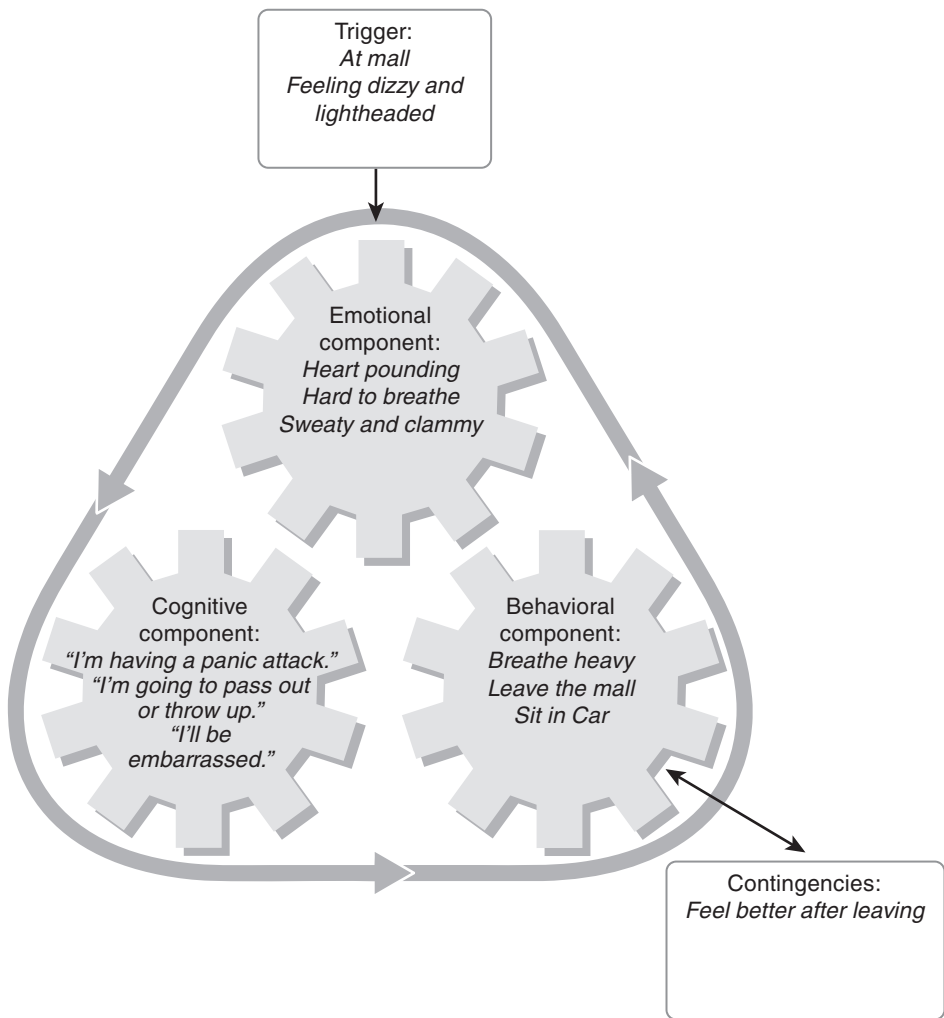 Trigger:
At mall
Feeling dizzy and
lightheaded
Emotional
component:
Heart pounding
Hard to breathe
Sweaty and clammy
Cognitive
component:
“I’m having a panic attack.”
“I’m going to pass out
or throw up.”
“I’ll be
embarrassed.”
Behavioral
component:
Breathe heavy
Leave the mall
Sit in Car
Contingencies:
Feel better after leaving